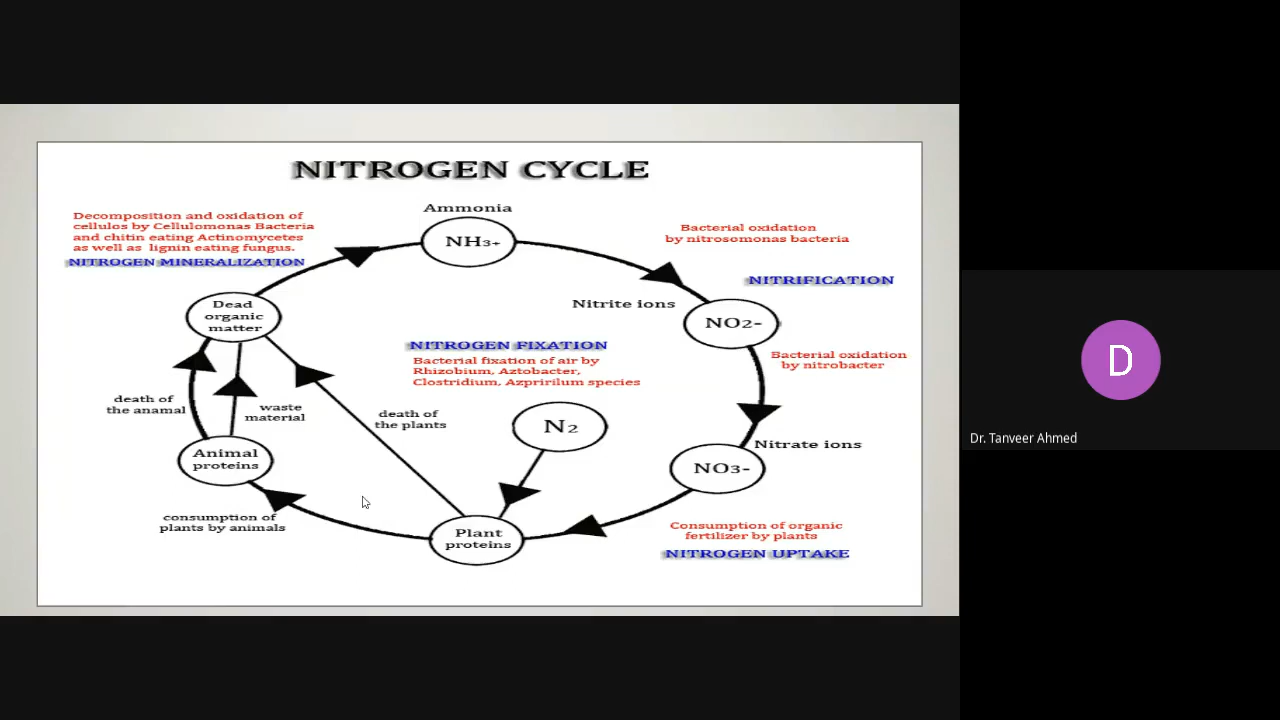 NITROGEN CYCLE
Ammonia
NH3+
Decomposition and oxidation of
cellulos by Cellulomonas Bacteria
and chitin eating Actinomycetes
as well as lignin eating fungus.
NITROGEN MINERALIZATION
Bacterial oxidation
by nitrosomonas bacteria
NITRIFICATION
Dead
organic
matter
Nitrite ions
NO2-
NITROGEN FIXATION
Bacterial fixation of air by
Rhizobium, Aztobacter,
Clostridium, Azpririlum species
Bacterial oxidation
by nitrobacter
death of
the anamal
waste
material
death of
the plants
N2
Nitrate ions
NO3-
Animal
proteins
consumption of
plants by animals
Plant
proteins
Consumption of organic
fertilizer by plants
NITROGEN UPTAKE
D
Dr. Tanveer Ahmed